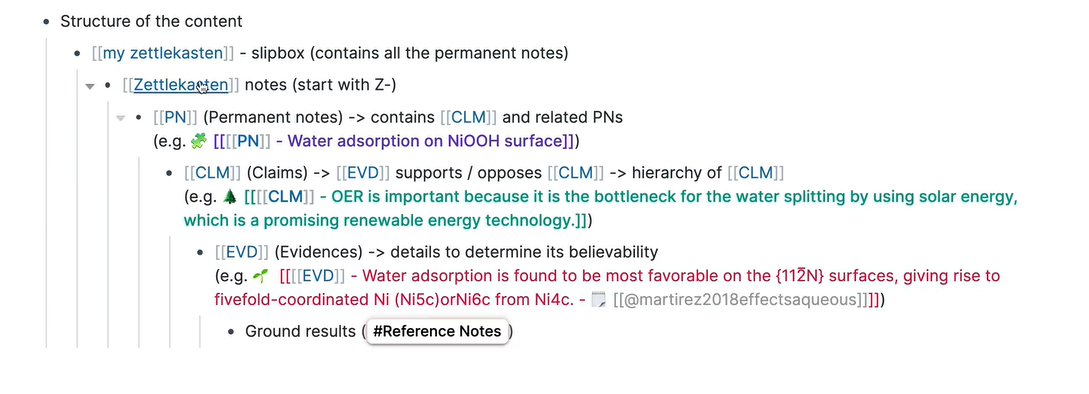 Structure of the content
[[my zettlekasten]] - slipbox (contains all the permanent notes)
[[Zettlekasten]] notes (start with Z-)
[[PN]] (Permanent notes) -> contains [[CLM]] and related PNs
(e.g. 🧩 [[[[PN]] - Water adsorption on NiOOH surface]])
[[CLM]] (Claims) -> [[EVD]] supports / opposes [[CLM]] -> hierarchy of [[CLM]]
(e.g. 🌲 [[[[CLM]] - OER is important because it is the bottleneck for the water splitting by using solar energy,
which is a promising renewable energy technology.]])
[[EVD]] (Evidences) -> details to determine its believability
(e.g. 🌱 [[[[EVD]] - Water adsorption is found to be most favorable on the {112̅N} surfaces, giving rise to
fivefold-coordinated Ni (Ni5c)orNi6c from Ni4c. - 🗒 [[@martirez2018effectsaqueous]]]])
Ground results (#Reference Notes)